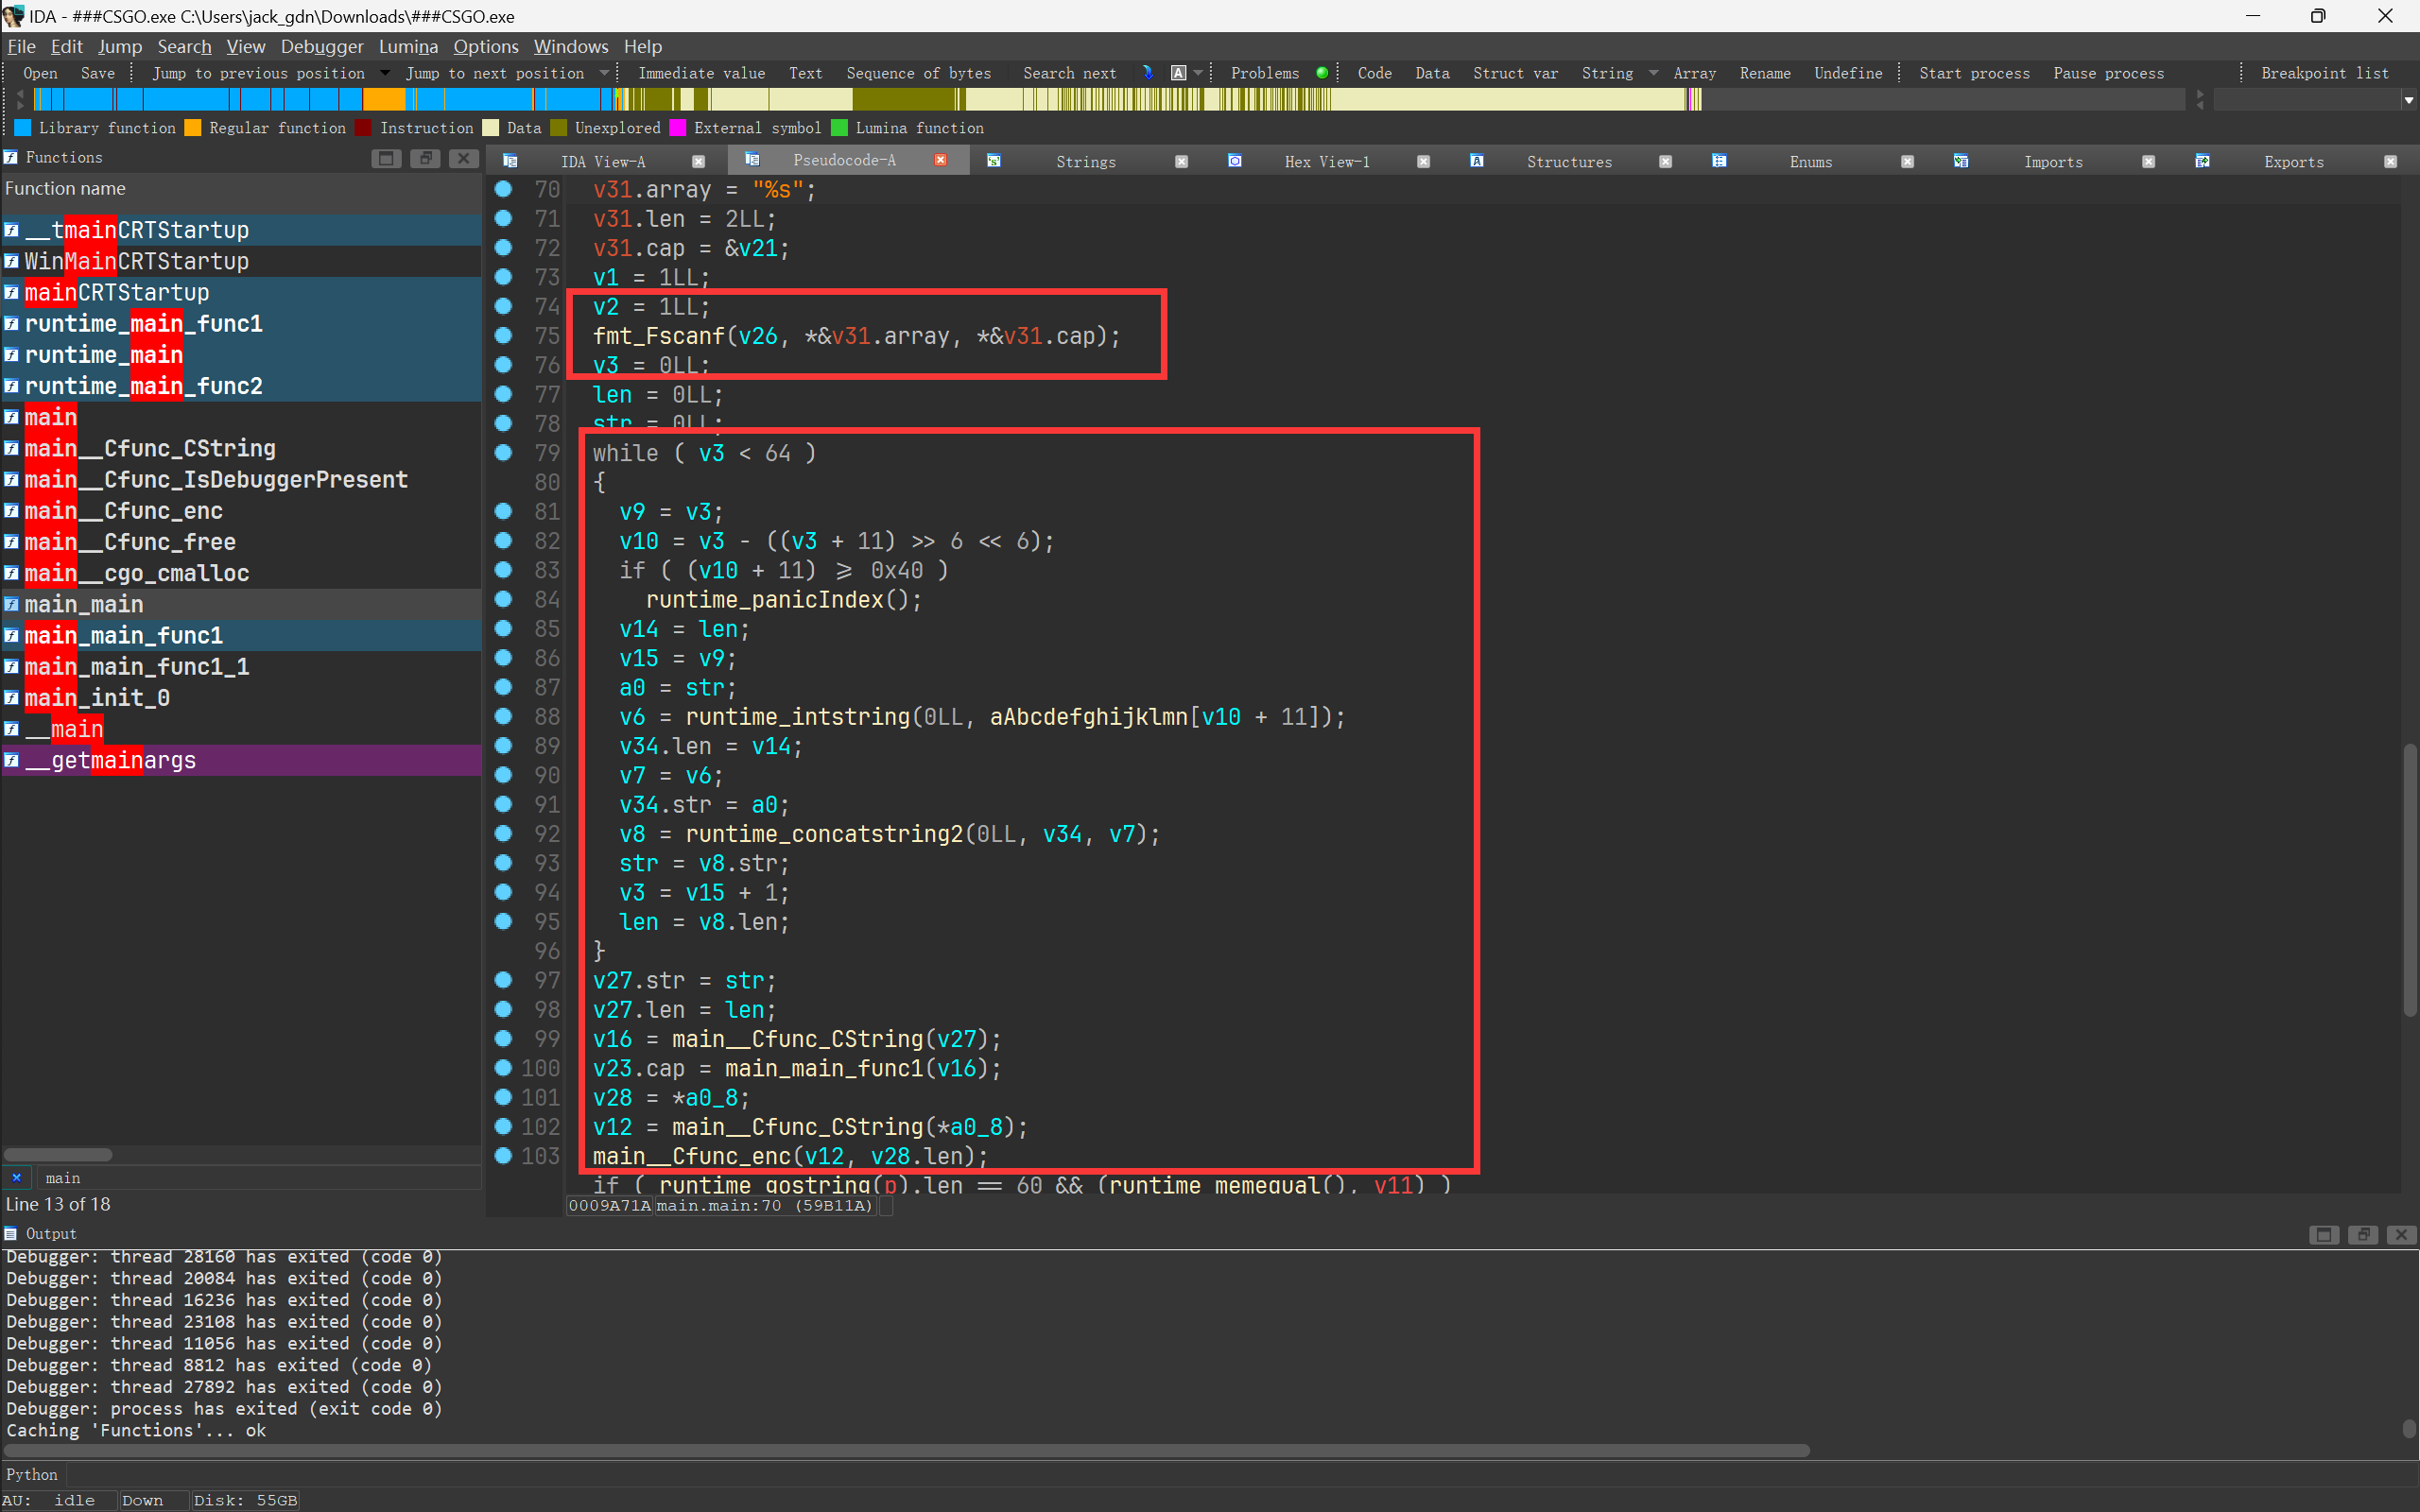 IDA - ###CSGO.exe C:\Users\jack_gdn\Downloads\###CSGO.exe
File Edit Jump Search View Debugger Lumina Options Windows Help
Open Save Jump to previous position Jump to next position Immediate value Text Sequence of bytes Search next A Problems Code Data Struct var String Array Rename Undefine Start process Pause process Breakpoint list
Library function Regular function Instruction Data Unexplored External symbol Lumina function
Functions
IDA View-A Pseudocode-A Strings Hex View-1 Structures Enums Imports Exports
Function name
__tmainCRTStartup
WinMainCRTStartup
mainCRTStartup
runtime_main_func1
runtime_main
runtime_main_func2
main
main__Cfunc_CString
main__Cfunc_IsDebuggerPresent
main__Cfunc_enc
main__Cfunc_free
main__cgo_cmalloc
main_main
main_main_func1
main_main_func1_1
main_init_0
__main
__getmainargs
main
Line 13 of 18
70 v31.array = "%s";
71 v31.len = 2LL;
72 v31.cap = &v21;
73 v1 = 1LL;
74 v2 = 1LL;
75 fmt_Fscanf(v26, *&v31.array, *&v31.cap);
76 v3 = 0LL;
77 len = 0LL;
78 str = 0LL;
79 while ( v3 < 64 )
80 {
81 v9 = v3;
82 v10 = v3 - ((v3 + 11) >> 6 << 6);
83 if ( (v10 + 11) >= 0x40 )
84 runtime_panicIndex();
85 v14 = len;
86 v15 = v9;
87 a0 = str;
88 v6 = runtime_intstring(0LL, aAbcdefghijklmn[v10 + 11]);
89 v34.len = v14;
90 v7 = v6;
91 v34.str = a0;
92 v8 = runtime_concatstring2(0LL, v34, v7);
93 str = v8.str;
94 v3 = v15 + 1;
95 len = v8.len;
96 }
97 v27.str = str;
98 v27.len = len;
99 v16 = main__Cfunc_CString(v27);
100 v23.cap = main_main_func1(v16);
101 v28 = *a0_8;
102 v12 = main__Cfunc_CString(*a0_8);
103 main__Cfunc_enc(v12, v28.len);
if ( runtime_gostring(p).len == 60 && (runtime_memequal(), v11) )
0009A71A main.main:70 (59B11A)
Output
Debugger: thread 28160 has exited (code 0)
Debugger: thread 20084 has exited (code 0)
Debugger: thread 16236 has exited (code 0)
Debugger: thread 23108 has exited (code 0)
Debugger: thread 11056 has exited (code 0)
Debugger: thread 8812 has exited (code 0)
Debugger: thread 27892 has exited (code 0)
Debugger: process has exited (exit code 0)
Caching 'Functions'... ok
Python
AU: idle Down Disk: 55GB